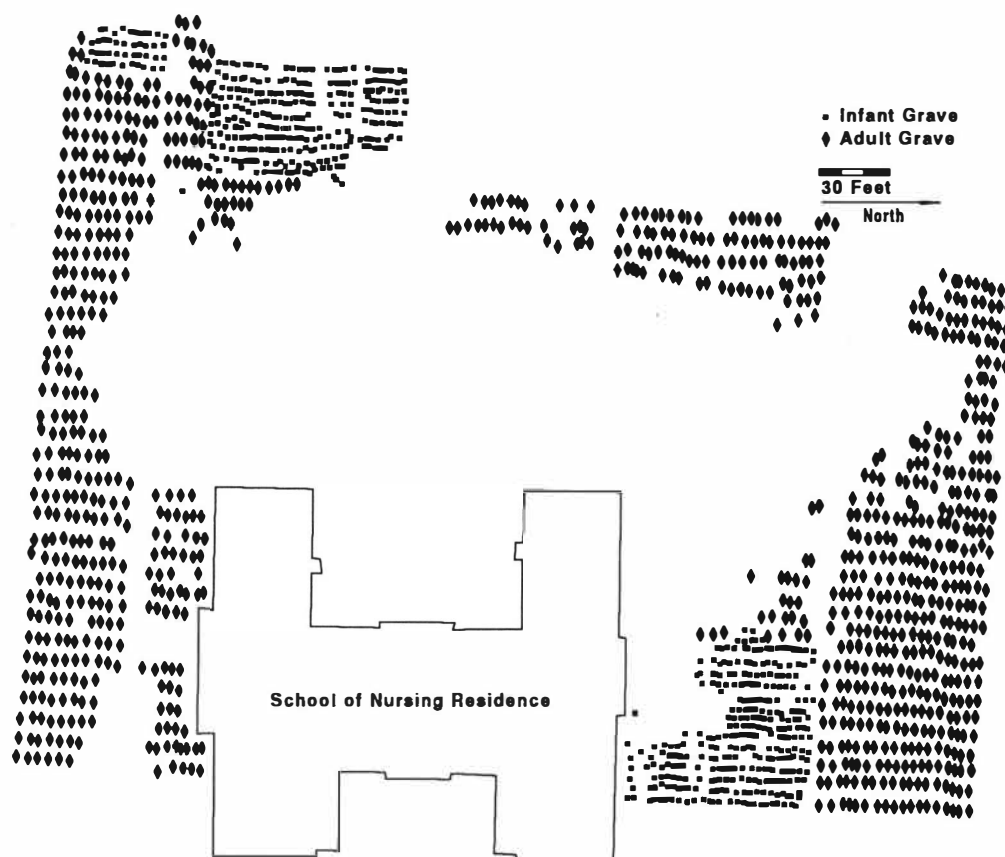 Infant Grave
Adult Grave
30 Feet
North
School of Nursing Residence